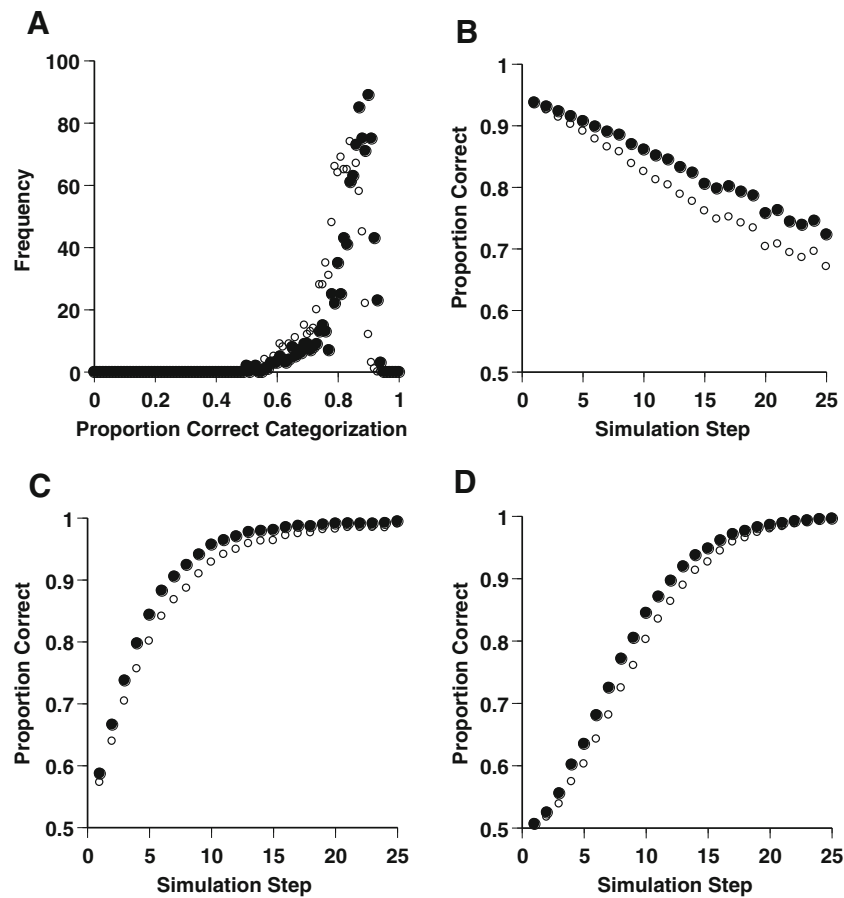 A
100
80
60
40
20
0
Frequency
0 0.2 0.4 0.6 0.8 1
Proportion Correct Categorization
B
1
0.9
0.8
0.7
0.6
0.5
Proportion Correct
0 5 10 15 20 25
Simulation Step
C
1
0.9
0.8
0.7
0.6
0.5
Proportion Correct
0 5 10 15 20 25
Simulation Step
D
1
0.9
0.8
0.7
0.6
0.5
Proportion Correct
0 5 10 15 20 25
Simulation Step